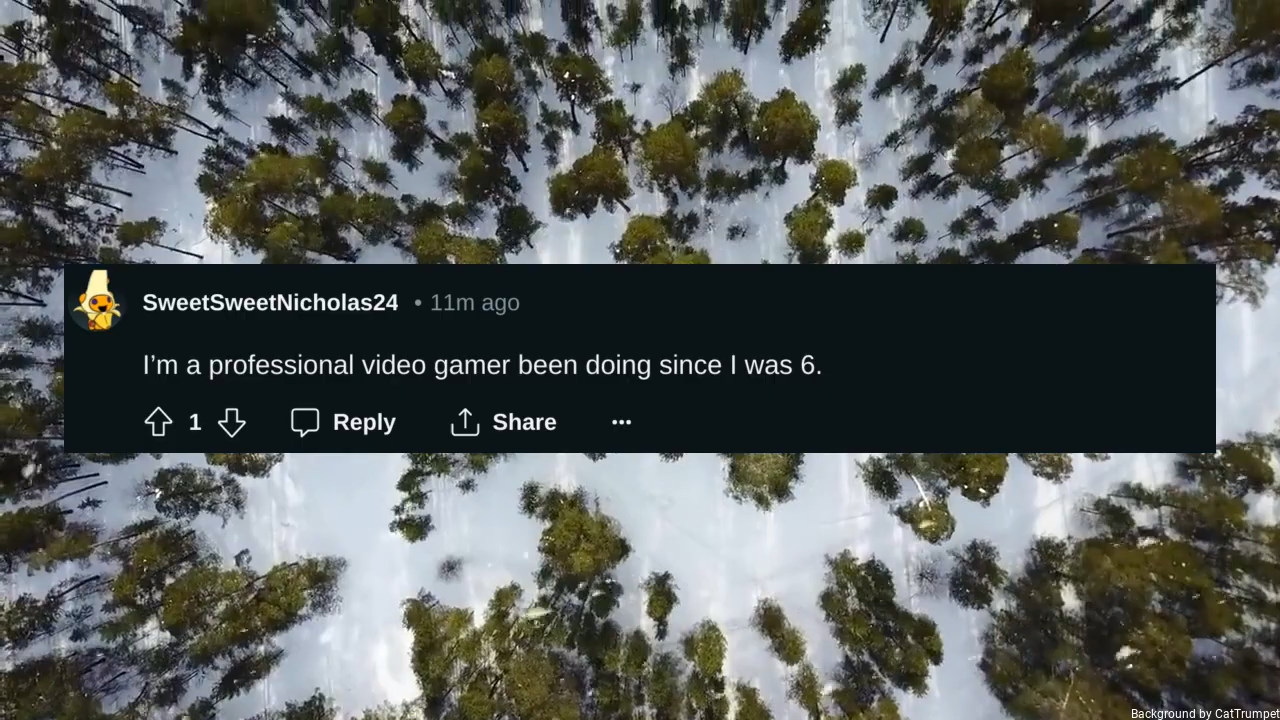 SweetSweetNicholas24 • 11m ago
I’m a professional video gamer been doing since I was 6.
1 Reply Share ···
Background by CatTrumpet